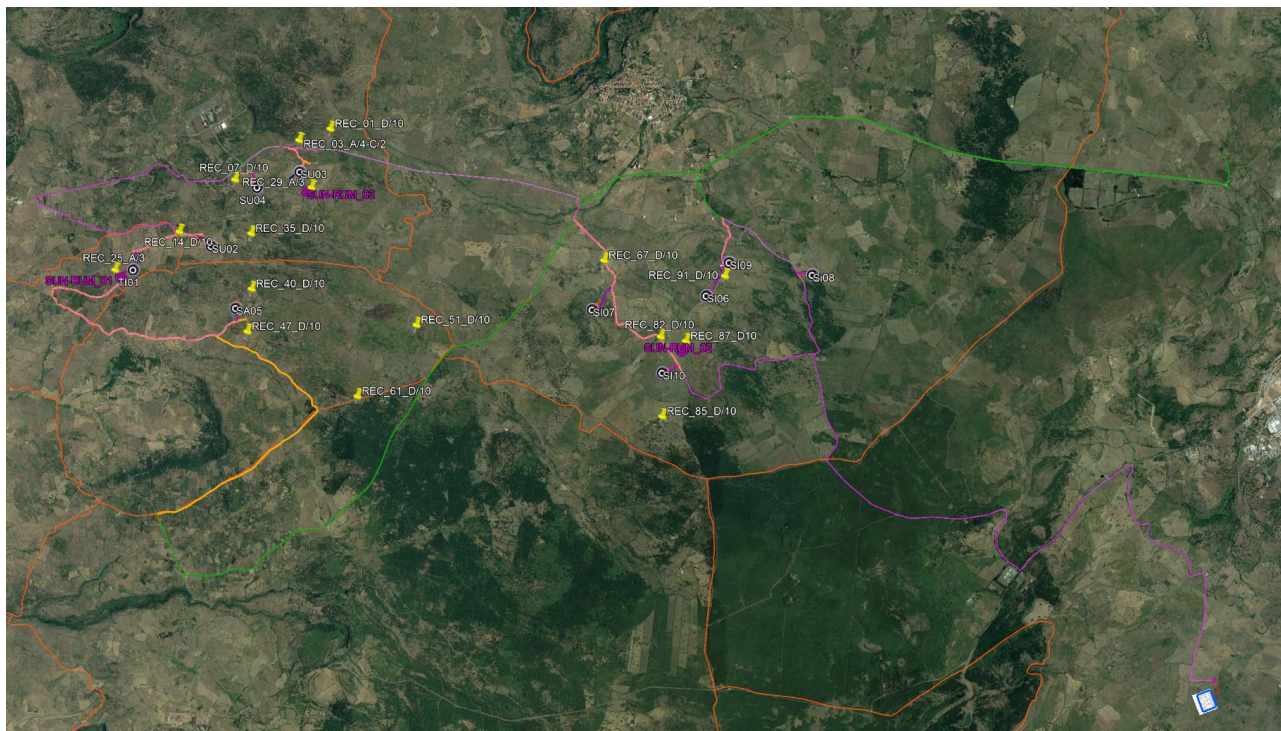 REC_01_D/10
REC_03_A/4-C/2
REC_07_D/10
SU03
REC_29_A/3
SUN-RUM_03
SU04
REC_35_D/10
REC_14_D/10
SU02
REC_25_A/3
SUN-RUM_01
TI01
REC_40_D/10
SA05
REC_47_D/10
REC_51_D/10
REC_61_D/10
REC_67_D/10
SI09
REC_91_D/10
SI08
SI06
SI07
REC_82_D/10
REC_87_D10
SUN-RUM_02
SI10
REC_85_D/10